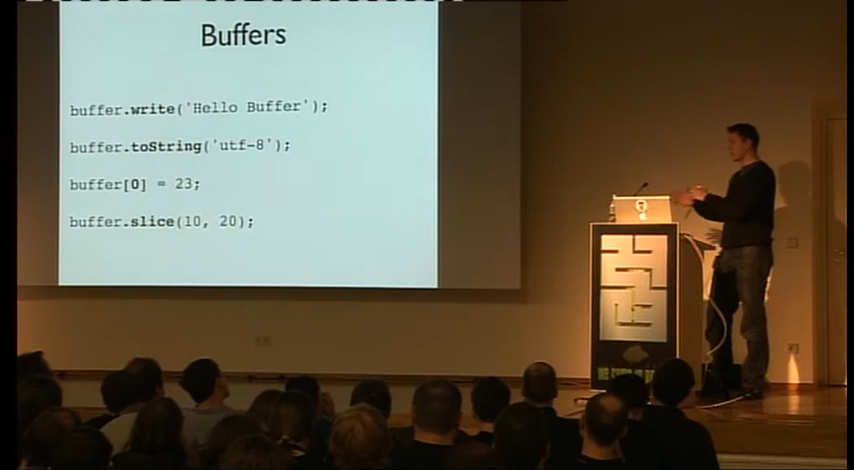 Buffers
buffer.write('Hello Buffer');
buffer.toString('utf-8');
buffer[0] = 23;
buffer.slice(10, 20);